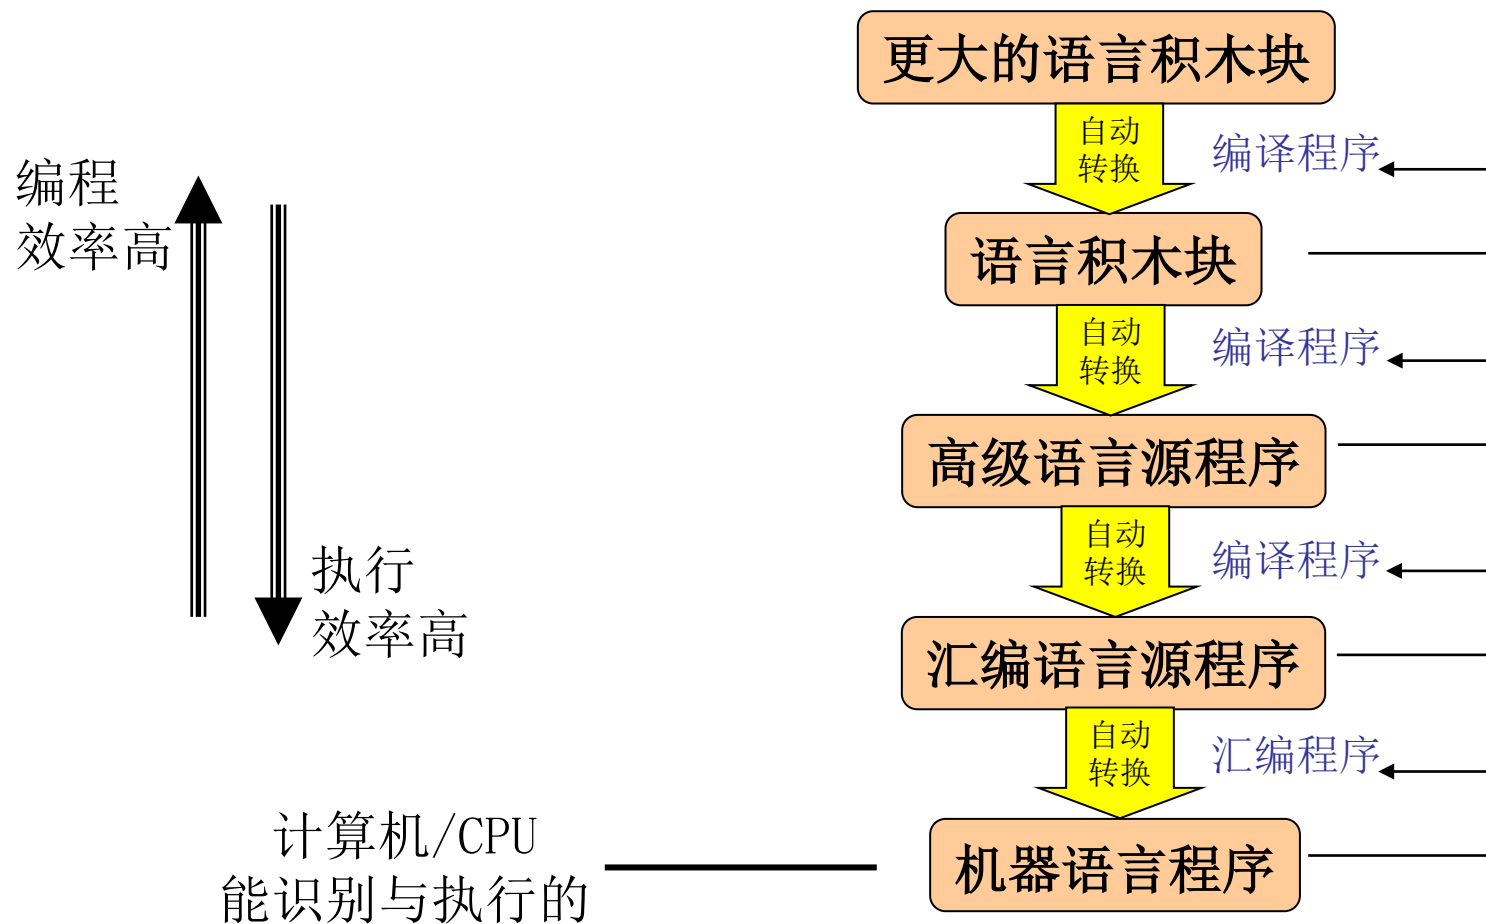 更大的语言积木块
自动
转换
编译程序
编程
效率高
语言积木块
自动
转换
编译程序
高级语言源程序
自动
转换
编译程序
执行
效率高
汇编语言源程序
自动
转换
汇编程序
计算机/CPU
能识别与执行的
机器语言程序